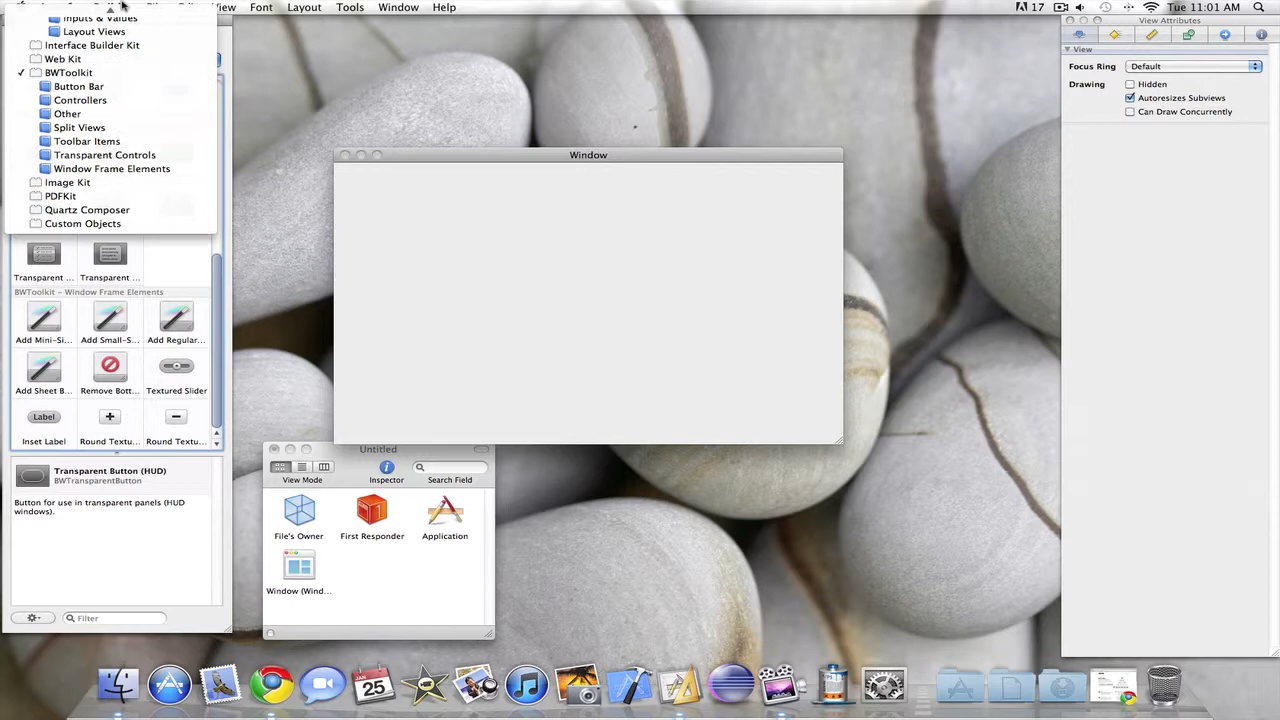 View Font Layout Tools Window Help
17 Tue 11:01 AM
Inputs & Values
Layout Views
Interface Builder Kit
Web Kit
✓ BWToolkit
Button Bar
Controllers
Other
Split Views
Toolbar Items
Transparent Controls
Window Frame Elements
Image Kit
PDFKit
Quartz Composer
Custom Objects
Transparent ... Transparent ...
BWToolkit – Window Frame Elements
Add Mini-Si... Add Small-S... Add Regular...
Add Sheet B... Remove Bott... Textured Slider
Label
Inset Label Round Textu... Round Textu...
Transparent Button (HUD)
BWTransparentButton
Button for use in transparent panels (HUD
windows).
Filter
Window
Untitled
View Mode Inspector Search Field
File's Owner First Responder Application
Window (Wind...
View Attributes
View
Focus Ring Default
Drawing Hidden
Autoresizes Subviews
Can Draw Concurrently
25